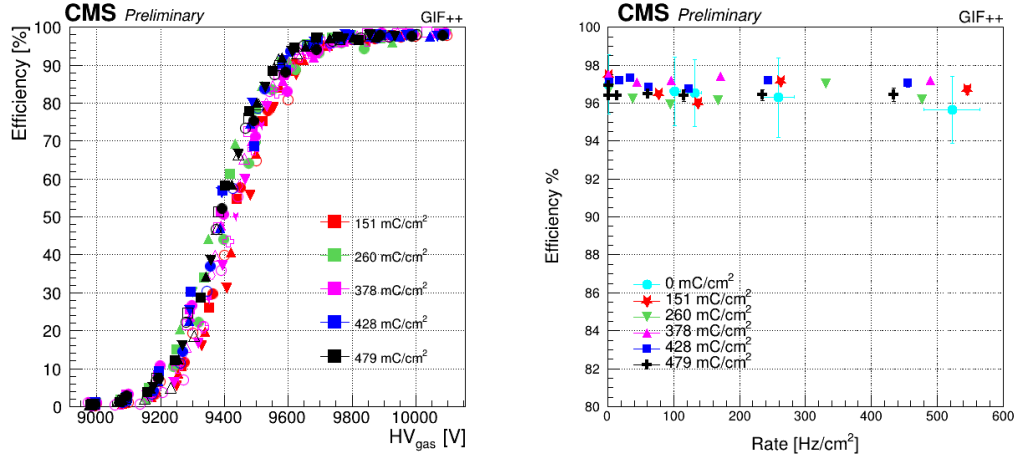 CMS Preliminary GIF++
Efficiency [%]
100
90
80
70
60
50
40
30
20
10
0
151 mC/cm²
260 mC/cm²
378 mC/cm²
428 mC/cm²
479 mC/cm²
9000 9200 9400 9600 9800 10000
HVgas [V]
CMS Preliminary GIF++
Efficiency %
100
98
96
94
92
90
88
86
84
82
80
0 mC/cm²
151 mC/cm²
260 mC/cm²
378 mC/cm²
428 mC/cm²
479 mC/cm²
0 100 200 300 400 500 600
Rate [Hz/cm²]